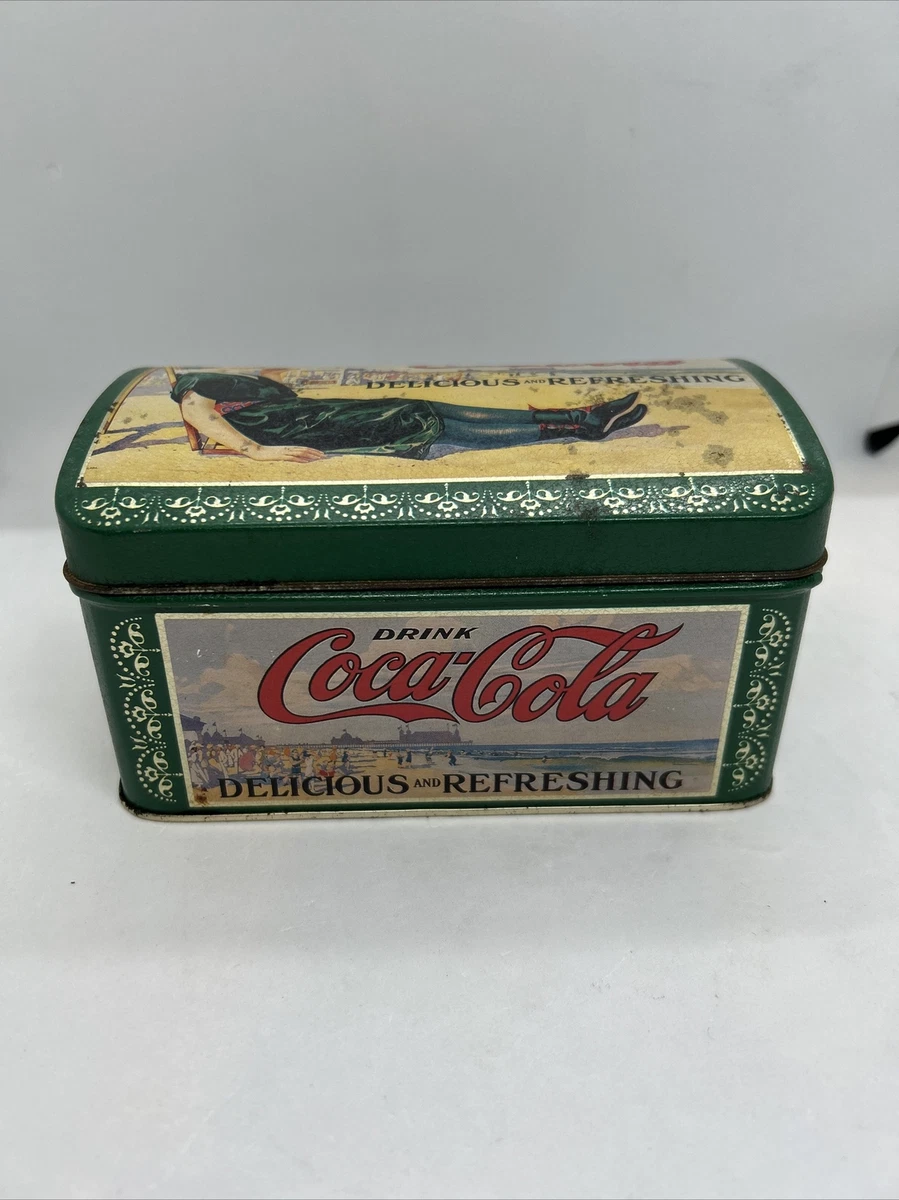 DELICIOUS AND REFRESHING
DRINK
Coca-Cola
DELICIOUS AND REFRESHING